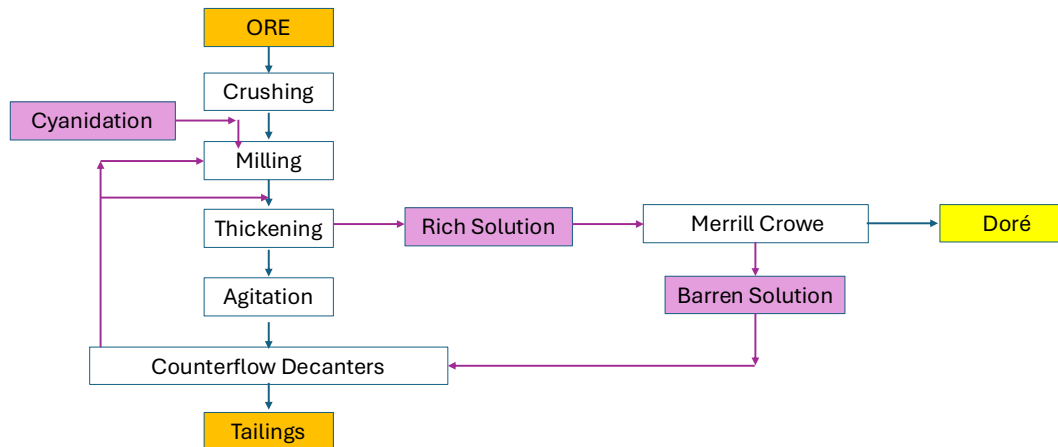 ORE
Crushing
Cyanidation
Milling
Thickening
Rich Solution
Merrill Crowe
Doré
Agitation
Barren Solution
Counterflow Decanters
Tailings